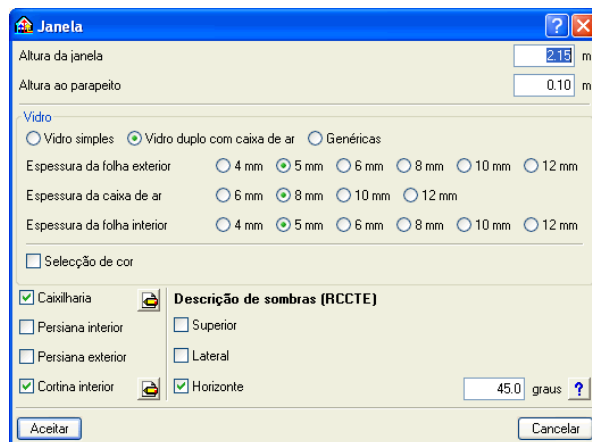 Janela
Altura da janela 2.15 m
Altura ao parapeito 0.10 m
Vidro
Vidro simples Vidro duplo com caixa de ar Genéricas
Espessura da folha exterior 4 mm 5 mm 6 mm 8 mm 10 mm 12 mm
Espessura da caixa de ar 6 mm 8 mm 10 mm 12 mm
Espessura da folha interior 4 mm 5 mm 6 mm 8 mm 10 mm 12 mm
Selecção de cor
Caixilharia
Persiana interior
Persiana exterior
Cortina interior
Descrição de sombras (RCCTE)
Superior
Lateral
Horizonte 45.0 graus ?
Aceitar Cancelar